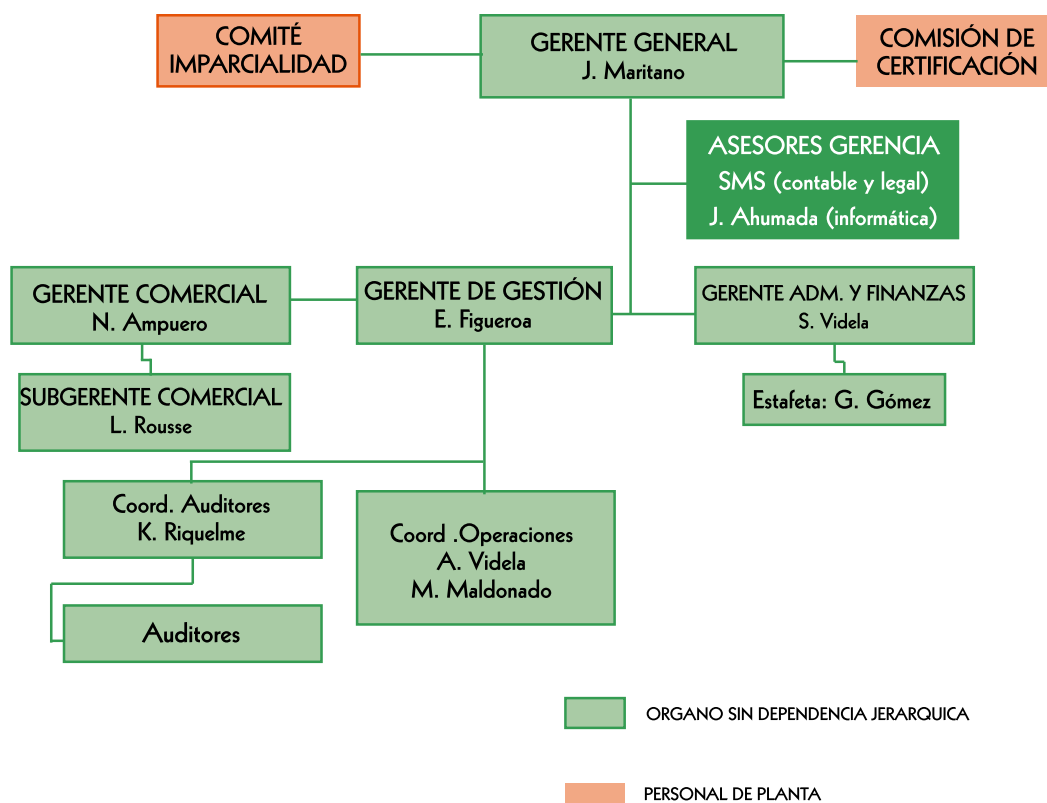 COMITÉ
IMPARCIALIDAD
GERENTE GENERAL
J. Maritano
COMISIÓN DE
CERTIFICACIÓN
ASESORES GERENCIA
SMS (contable y legal)
J. Ahumada (informática)
GERENTE COMERCIAL
N. Ampuero
GERENTE DE GESTIÓN
E. Figueroa
GERENTE ADM. Y FINANZAS
S. Videla
SUBGERENTE COMERCIAL
L. Rousse
Estafeta: G. Gómez
Coord. Auditores
K. Riquelme
Coord .Operaciones
A. Videla
M. Maldonado
Auditores
ORGANO SIN DEPENDENCIA JERARQUICA
PERSONAL DE PLANTA